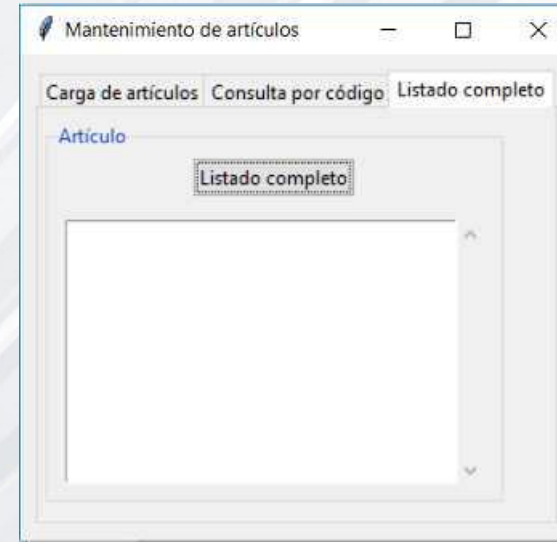 Mantenimiento de artículos
Carga de artículos Consulta por código Listado completo
Artículo
Listado completo